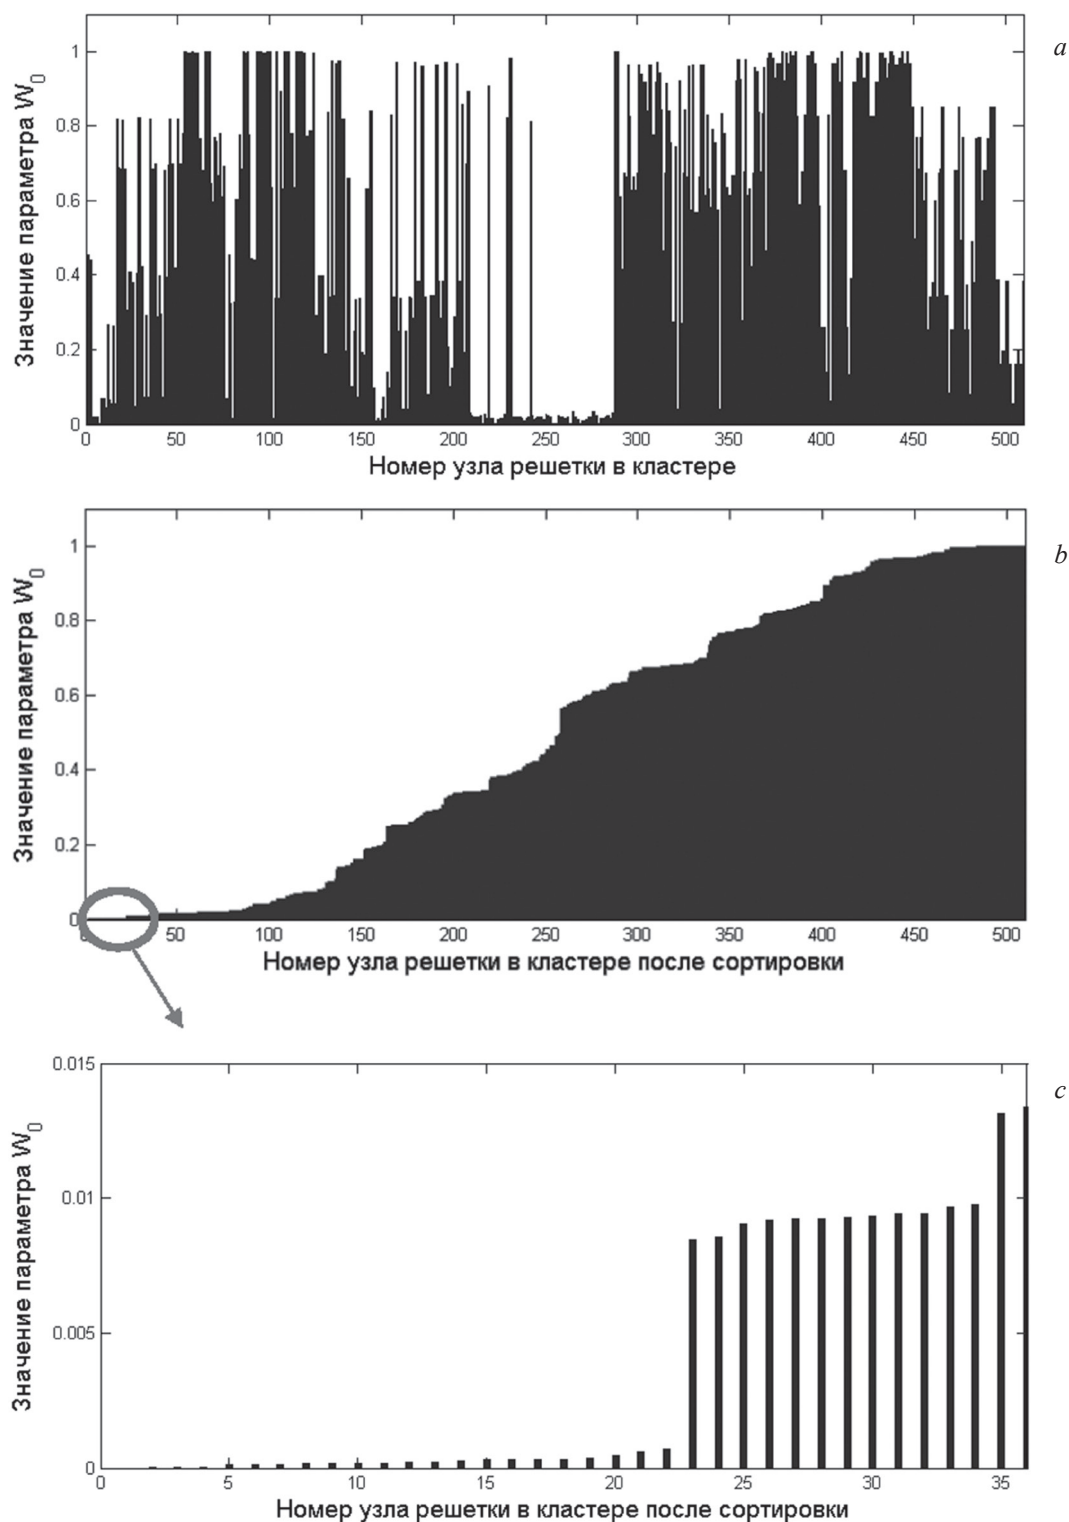 a
Значение параметра W0
1
0.8
0.6
0.4
0.2
0
0 50 100 150 200 250 300 350 400 450 500
Номер узла решетки в кластере
b
Значение параметра W0
1
0.8
0.6
0.4
0.2
0
0 50 100 150 200 250 300 350 400 450 500
Номер узла решетки в кластере после сортировки
c
Значение параметра W0
0.015
0.01
0.005
0
0 5 10 15 20 25 30 35
Номер узла решетки в кластере после сортировки